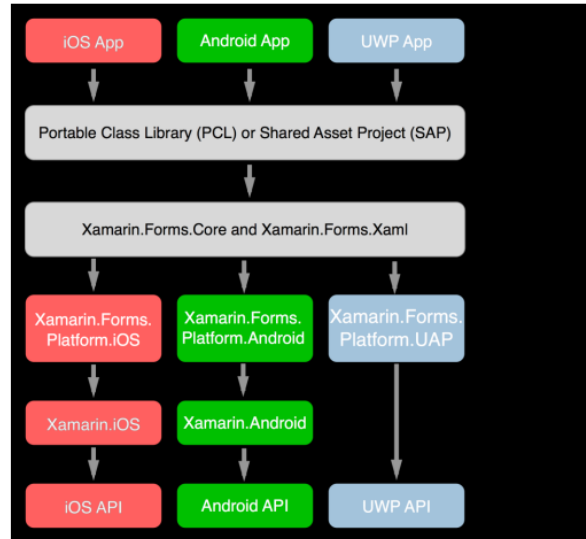 iOS App
Android App
UWP App
Portable Class Library (PCL) or Shared Asset Project (SAP)
Xamarin.Forms.Core and Xamarin.Forms.Xaml
Xamarin.Forms.
Platform.iOS
Xamarin.Forms.
Platform.Android
Xamarin.Forms.
Platform.UAP
Xamarin.iOS
Xamarin.Android
iOS API
Android API
UWP API